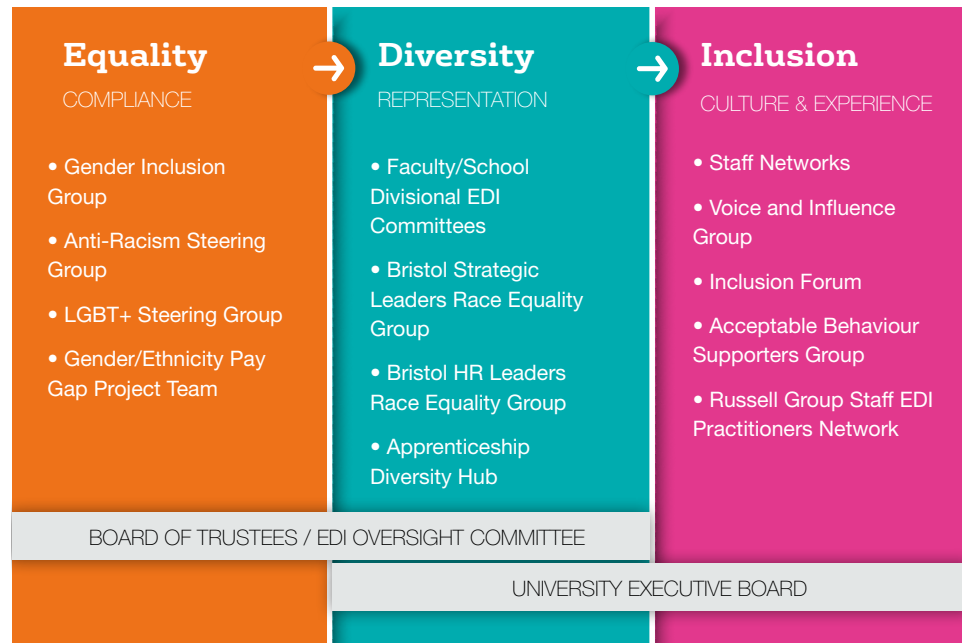 Equality
COMPLIANCE
• Gender Inclusion
Group
• Anti-Racism Steering
Group
• LGBT+ Steering Group
• Gender/Ethnicity Pay
Gap Project Team
Diversity
REPRESENTATION
• Faculty/School
Divisional EDI
Committees
• Bristol Strategic
Leaders Race Equality
Group
• Bristol HR Leaders
Race Equality Group
• Apprenticeship
Diversity Hub
Inclusion
CULTURE & EXPERIENCE
• Staff Networks
• Voice and Influence
Group
• Inclusion Forum
• Acceptable Behaviour
Supporters Group
• Russell Group Staff EDI
Practitioners Network
BOARD OF TRUSTEES / EDI OVERSIGHT COMMITTEE
UNIVERSITY EXECUTIVE BOARD